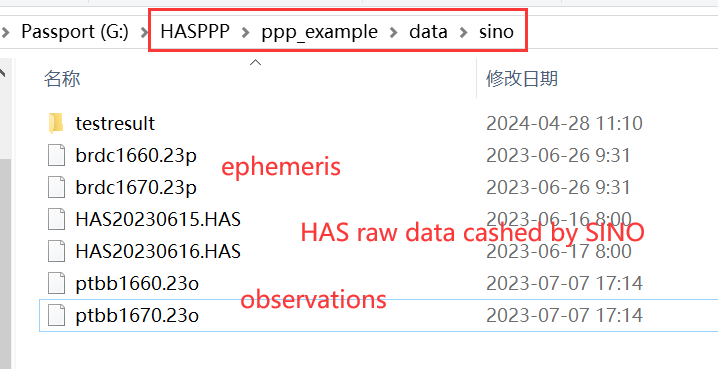 Passport (G:) > HASPPP > ppp_example > data > sino
名称 修改日期
testresult 2024-04-28 11:10
brdc1660.23p 2023-06-26 9:31
ephemeris
brdc1670.23p 2023-06-26 9:31
HAS20230615.HAS 2023-06-16 8:00
HAS raw data cashed by SINO
HAS20230616.HAS 2023-06-17 8:00
ptbb1660.23o 2023-07-07 17:14
observations
ptbb1670.23o 2023-07-07 17:14